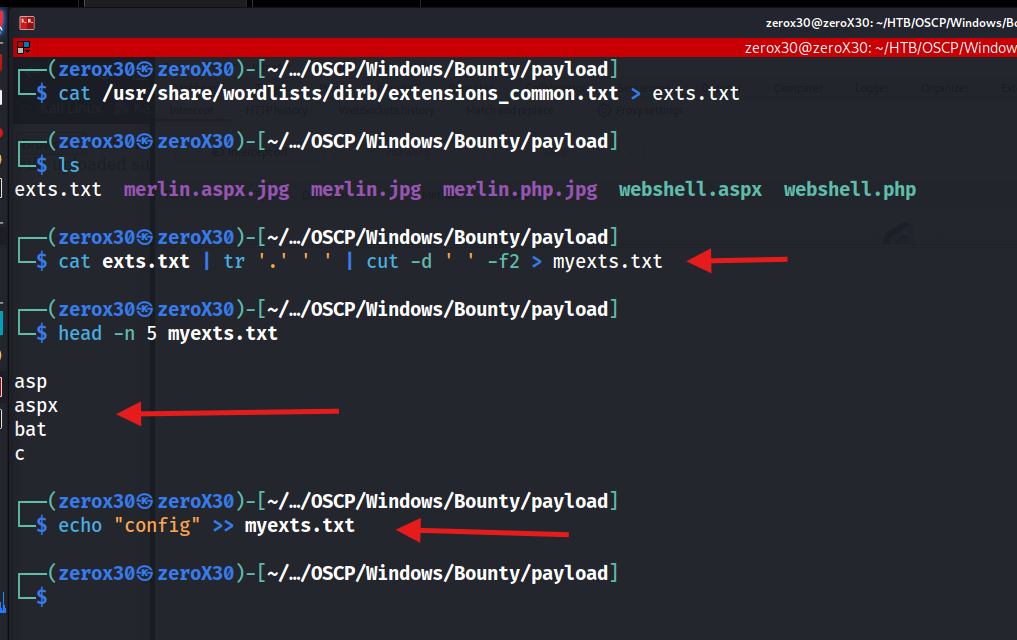 zerox30@zeroX30: ~/HTB/OSCP/Windows/Bo
zerox30@zeroX30: ~/HTB/OSCP/Window
┌──(zerox30㉿zeroX30)-[~/…/OSCP/Windows/Bounty/payload]
└─$ cat /usr/share/wordlists/dirb/extensions_common.txt > exts.txt
┌──(zerox30㉿zeroX30)-[~/…/OSCP/Windows/Bounty/payload]
└─$ ls
exts.txt merlin.aspx.jpg merlin.jpg merlin.php.jpg webshell.aspx webshell.php
┌──(zerox30㉿zeroX30)-[~/…/OSCP/Windows/Bounty/payload]
└─$ cat exts.txt | tr '.' ' ' | cut -d ' ' -f2 > myexts.txt
┌──(zerox30㉿zeroX30)-[~/…/OSCP/Windows/Bounty/payload]
└─$ head -n 5 myexts.txt
asp
aspx
bat
c
┌──(zerox30㉿zeroX30)-[~/…/OSCP/Windows/Bounty/payload]
└─$ echo "config" >> myexts.txt
┌──(zerox30㉿zeroX30)-[~/…/OSCP/Windows/Bounty/payload]
└─$